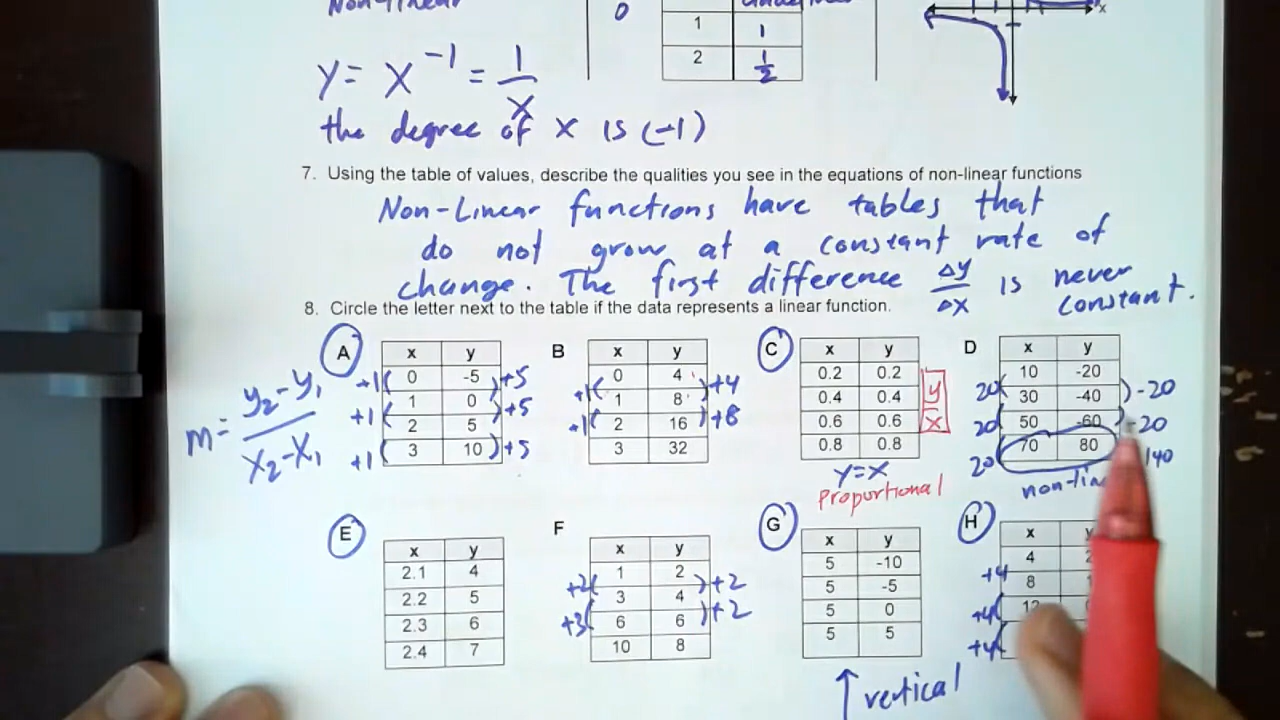 0
1 1
2 1/2
y = x^-1 = 1/x
the degree of x is (-1)
7. Using the table of values, describe the qualities you see in the equations of non-linear functions
Non-Linear functions have tables that
do not grow at a constant rate of
change. The first difference Δy/Δx is never
constant.
8. Circle the letter next to the table if the data represents a linear function.
m = y2-y1/x2-x1
A
x y
+1 0 -5 +5
+1 1 0 +5
2 5
+1 3 10 +5
B
x y
+1 0 4 +4
1 8
+1 2 16 +8
3 32
C
x y
0.2 0.2
0.4 0.4
0.6 0.6
0.8 0.8
y
x
y=x
Proportional
D
x y
10 -20
20 30 -40 -20
20 50 -60 -20
20 70 80 140
E
x y
2.1 4
2.2 5
2.3 6
2.4 7
F
x y
+2 1 2 +2
3 4
+3 6 6 +2
10 8
G
x y
5 -10
5 -5
5 0
5 5
↑ vertical
H
x
4
+4 8
+4 12
+4